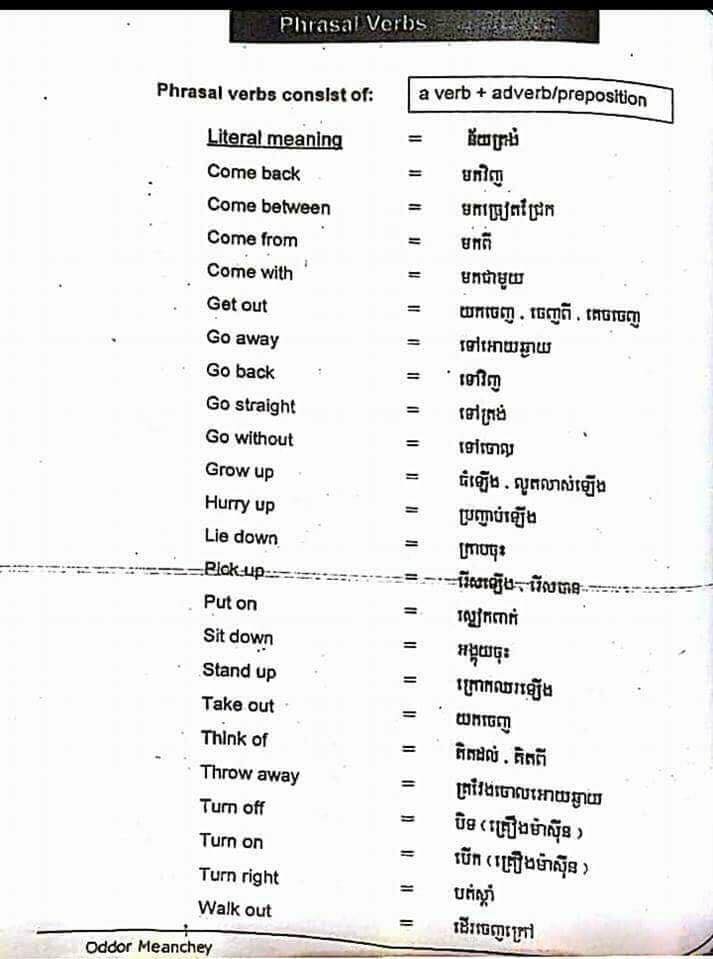 Phrasal Verbs
Phrasal verbs consist of: a verb + adverb/preposition
Literal meaning = ន័យត្រង់
Come back = មកវិញ
Come between = មកជ្រៀតជ្រែក
Come from = មកពី
Come with = មកជាមួយ
Get out = យកចេញ . ចេញពី . គេចចេញ
Go away = ទៅអោយឆ្ងាយ
Go back = ទៅវិញ
Go straight = ទៅត្រង់
Go without = ទៅចោល
Grow up = ធំឡើង . លូតលាស់ឡើង
Hurry up = ប្រញាប់ឡើង
Lie down = ក្រាបចុះ
Pick up = រើសឡើង . រើសបាន
Put on = ស្លៀកពាក់
Sit down = អង្គុយចុះ
Stand up = ក្រោកឈរឡើង
Take out = យកចេញ
Think of = គិតដល់ . គិតពី
Throw away = គ្រវែងចោលអោយឆ្ងាយ
Turn off = បិទ (គ្រឿងម៉ាស៊ីន)
Turn on = បើក (គ្រឿងម៉ាស៊ីន)
Turn right = បត់ស្ដាំ
Walk out = ដើរចេញក្រៅ
Oddor Meanchey